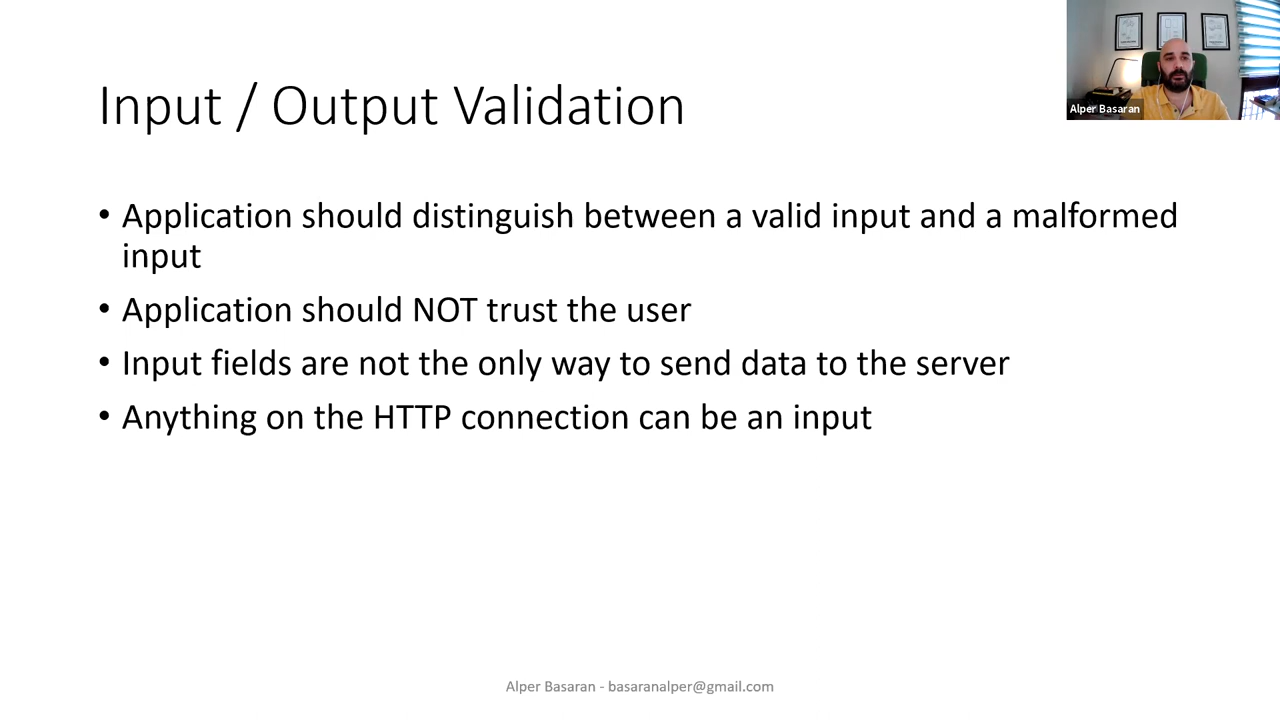 Input / Output Validation
Alper Basaran
• Application should distinguish between a valid input and a malformed
input
• Application should NOT trust the user
• Input fields are not the only way to send data to the server
• Anything on the HTTP connection can be an input
Alper Basaran - basaranalper@gmail.com